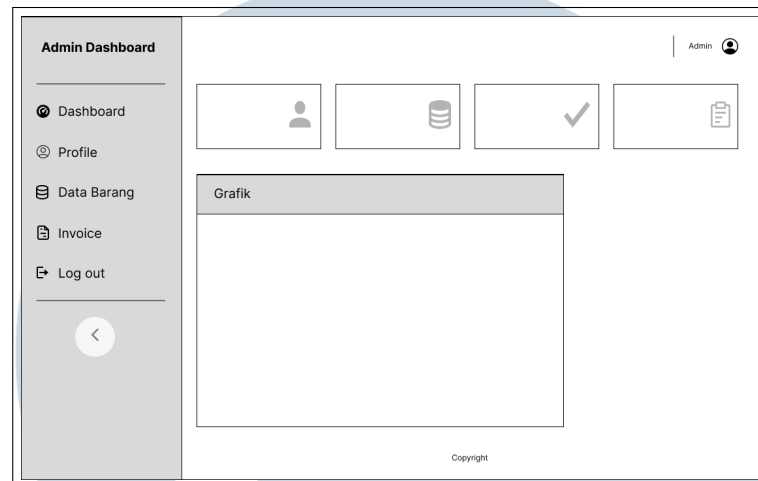 Admin Dashboard
Admin
Dashboard
Profile
Data Barang
Invoice
Log out
Grafik
Copyright